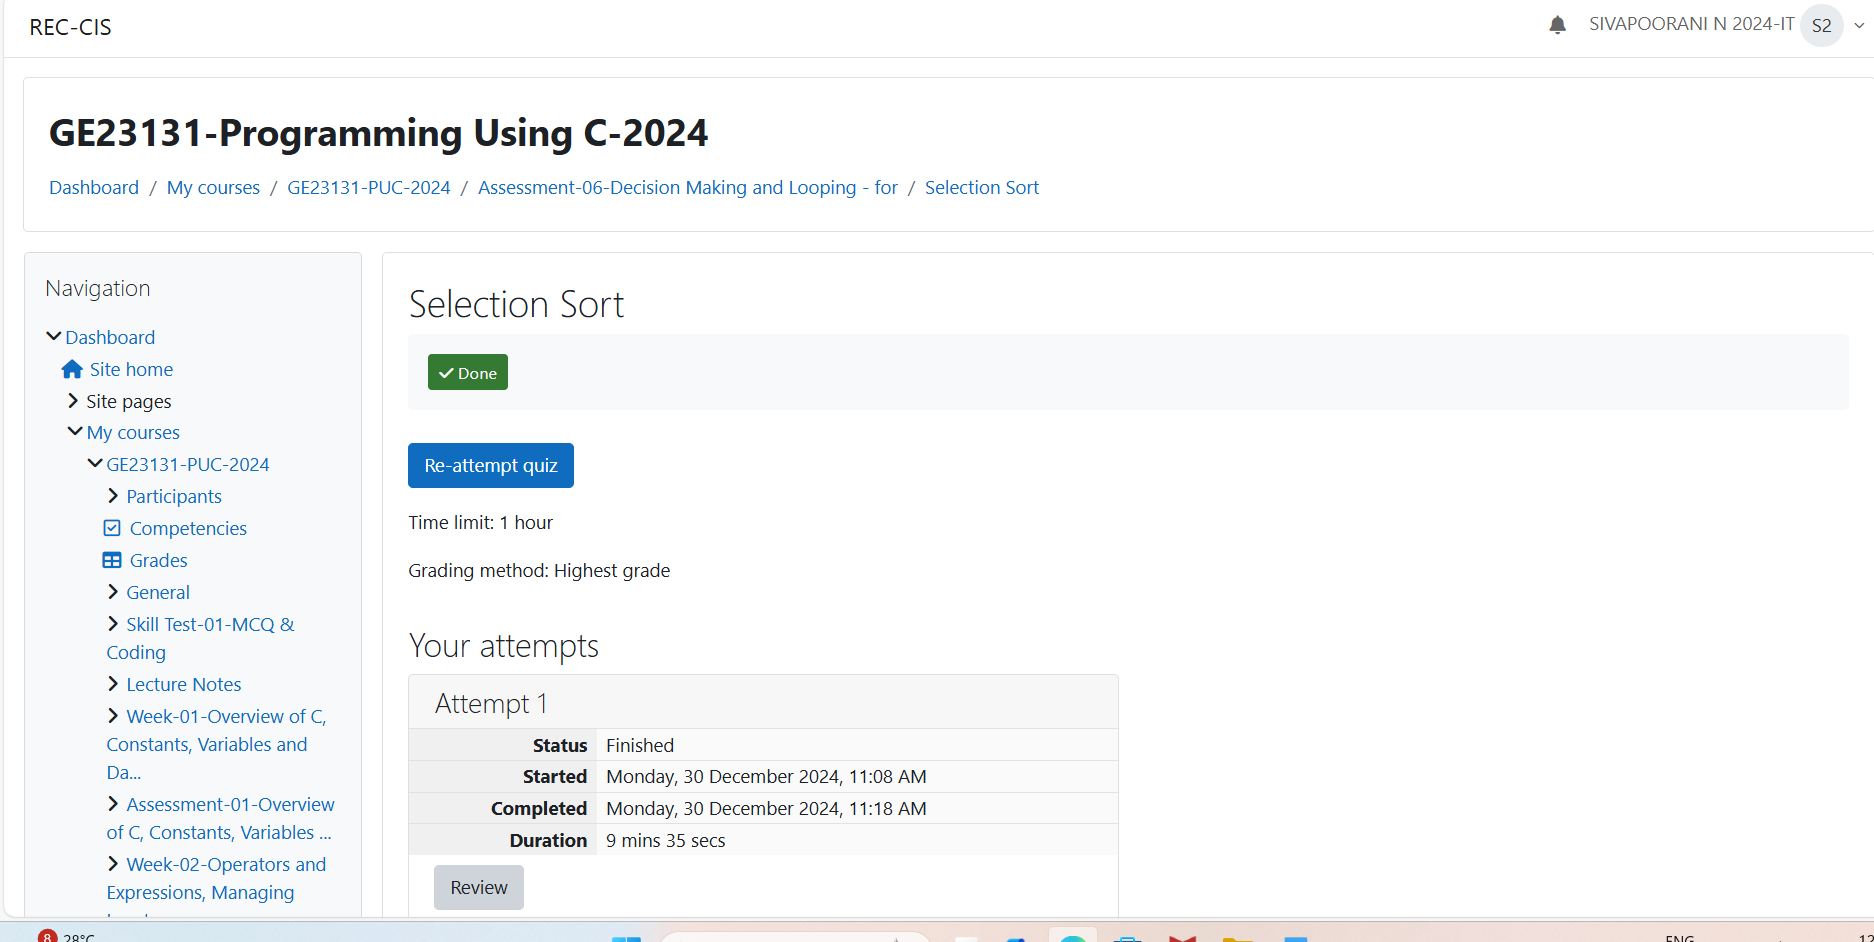 REC-CIS
SIVAPOORANI N 2024-IT S2
GE23131-Programming Using C-2024
Dashboard / My courses / GE23131-PUC-2024 / Assessment-06-Decision Making and Looping - for / Selection Sort
Navigation
Dashboard
Site home
Site pages
My courses
GE23131-PUC-2024
Participants
Competencies
Grades
General
Skill Test-01-MCQ &
Coding
Lecture Notes
Week-01-Overview of C,
Constants, Variables and
Da...
Assessment-01-Overview
of C, Constants, Variables ...
Week-02-Operators and
Expressions, Managing
Selection Sort
Done
Re-attempt quiz
Time limit: 1 hour
Grading method: Highest grade
Your attempts
Attempt 1
Status Finished
Started Monday, 30 December 2024, 11:08 AM
Completed Monday, 30 December 2024, 11:18 AM
Duration 9 mins 35 secs
Review
8 28°C
ENG